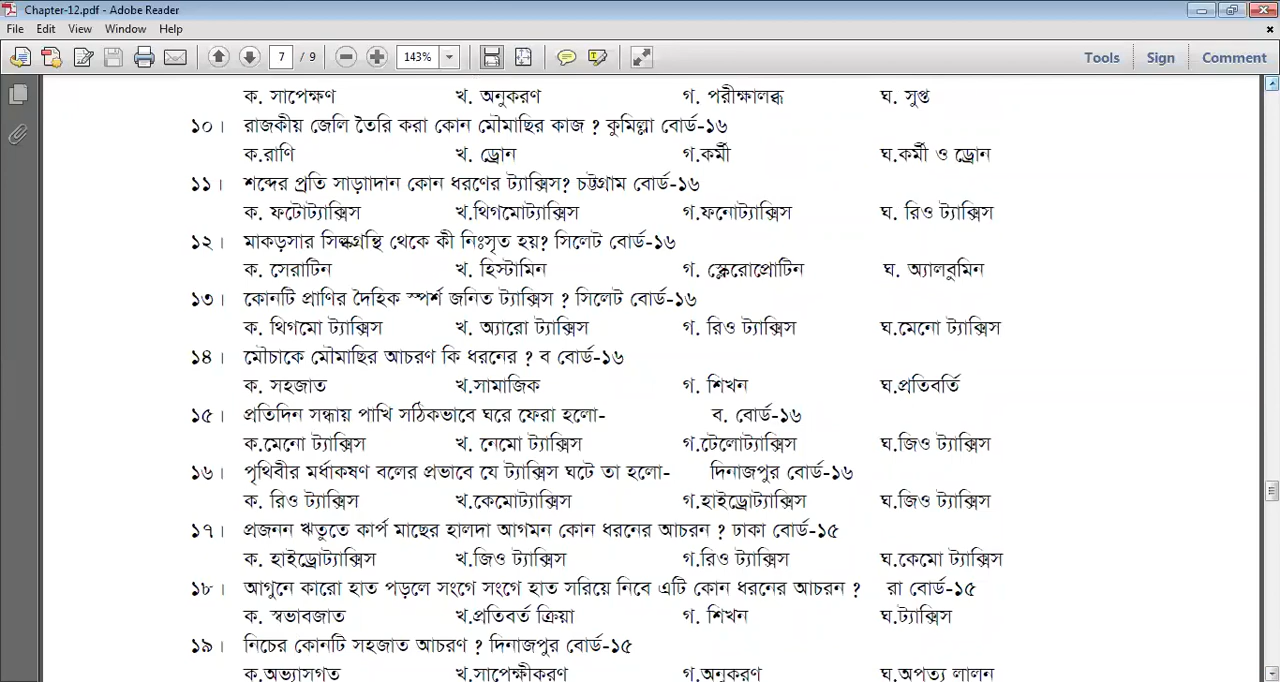 Chapter-12.pdf - Adobe Reader
File Edit View Window Help
7 / 9 143% Tools Sign Comment
ক. সাপেক্ষণ খ. অনুকরণ গ. পরীক্ষালব্ধ ঘ. সুপ্ত
১০। রাজকীয় জেলি তৈরি করা কোন মৌমাছির কাজ ? কুমিল্লা বোর্ড-১৬
ক.রাণি খ. ড্রোন গ.কর্মী ঘ.কর্মী ও ড্রোন
১১। শব্দের প্রতি সাড়াাদান কোন ধরণের ট্যাক্সিস? চট্টগ্রাম বোর্ড-১৬
ক. ফটোট্যাক্সিস খ.থিগমোট্যাক্সিস গ.ফনোট্যাক্সিস ঘ. রিও ট্যাক্সিস
১২। মাকড়সার সিল্কগ্রন্থি থেকে কী নিঃসৃত হয়? সিলেট বোর্ড-১৬
ক. সেরাটিন খ. হিস্টামিন গ. স্ক্লেরোপ্রোটিন ঘ. অ্যালবুমিন
১৩। কোনটি প্রাণির দৈহিক স্পর্শ জনিত ট্যাক্সিস ? সিলেট বোর্ড-১৬
ক. থিগমো ট্যাক্সিস খ. অ্যারো ট্যাক্সিস গ. রিও ট্যাক্সিস ঘ.মেনো ট্যাক্সিস
১৪। মৌচাকে মৌমাছির আচরণ কি ধরনের ? ব বোর্ড-১৬
ক. সহজাত খ.সামাজিক গ. শিখন ঘ.প্রতিবর্তি
১৫। প্রতিদিন সন্ধায় পাখি সঠিকভাবে ঘরে ফেরা হলো- ব. বোর্ড-১৬
ক.মেনো ট্যাক্সিস খ. নেমো ট্যাক্সিস গ.টেলোট্যাক্সিস ঘ.জিও ট্যাক্সিস
১৬। পৃথিবীর মর্ধাকষণ বলের প্রভাবে যে ট্যাক্সিস ঘটে তা হলো- দিনাজপুর বোর্ড-১৬
ক. রিও ট্যাক্সিস খ.কেমোট্যাক্সিস গ.হাইড্রোট্যাক্সিস ঘ.জিও ট্যাক্সিস
১৭। প্রজনন ঋতুতে কার্প মাছের হালদা আগমন কোন ধরনের আচরন ? ঢাকা বোর্ড-১৫
ক. হাইড্রোট্যাক্সিস খ.জিও ট্যাক্সিস গ.রিও ট্যাক্সিস ঘ.কেমো ট্যাক্সিস
১৮। আগুনে কারো হাত পড়লে সংগে সংগে হাত সরিয়ে নিবে এটি কোন ধরনের আচরন ? রা বোর্ড-১৫
ক. স্বভাবজাত খ.প্রতিবর্ত ক্রিয়া গ. শিখন ঘ.ট্যাক্সিস
১৯। নিচের কোনটি সহজাত আচরণ ? দিনাজপুর বোর্ড-১৫
ক.অভ্যাসগত খ.সাপেক্ষীকরণ গ.অনুকরণ ঘ.অপত্য লালন